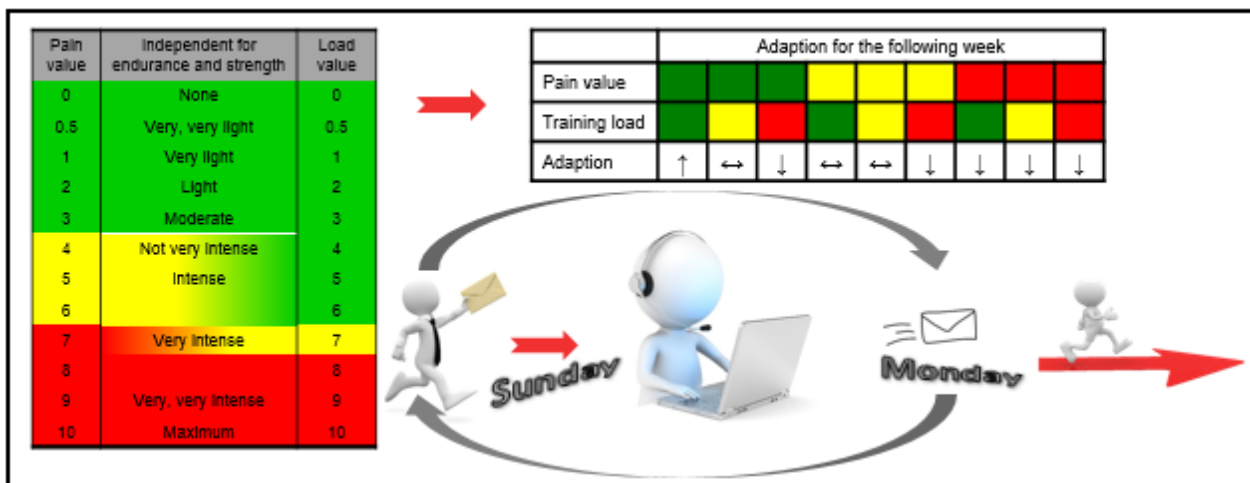 Pain value Independent for endurance and strength Load value
0 None 0
0.5 Very, very light 0.5
1 Very light 1
2 Light 2
3 Moderate 3
4 Not very intense 4
5 Intense 5
6 6
7 Very intense 7
8 8
9 Very, very intense 9
10 Maximum 10
Adaption for the following week
Pain value
Training load
Adaption ↑ ↔ ↓ ↔ ↔ ↓ ↓ ↓ ↓
Sunday
Monday